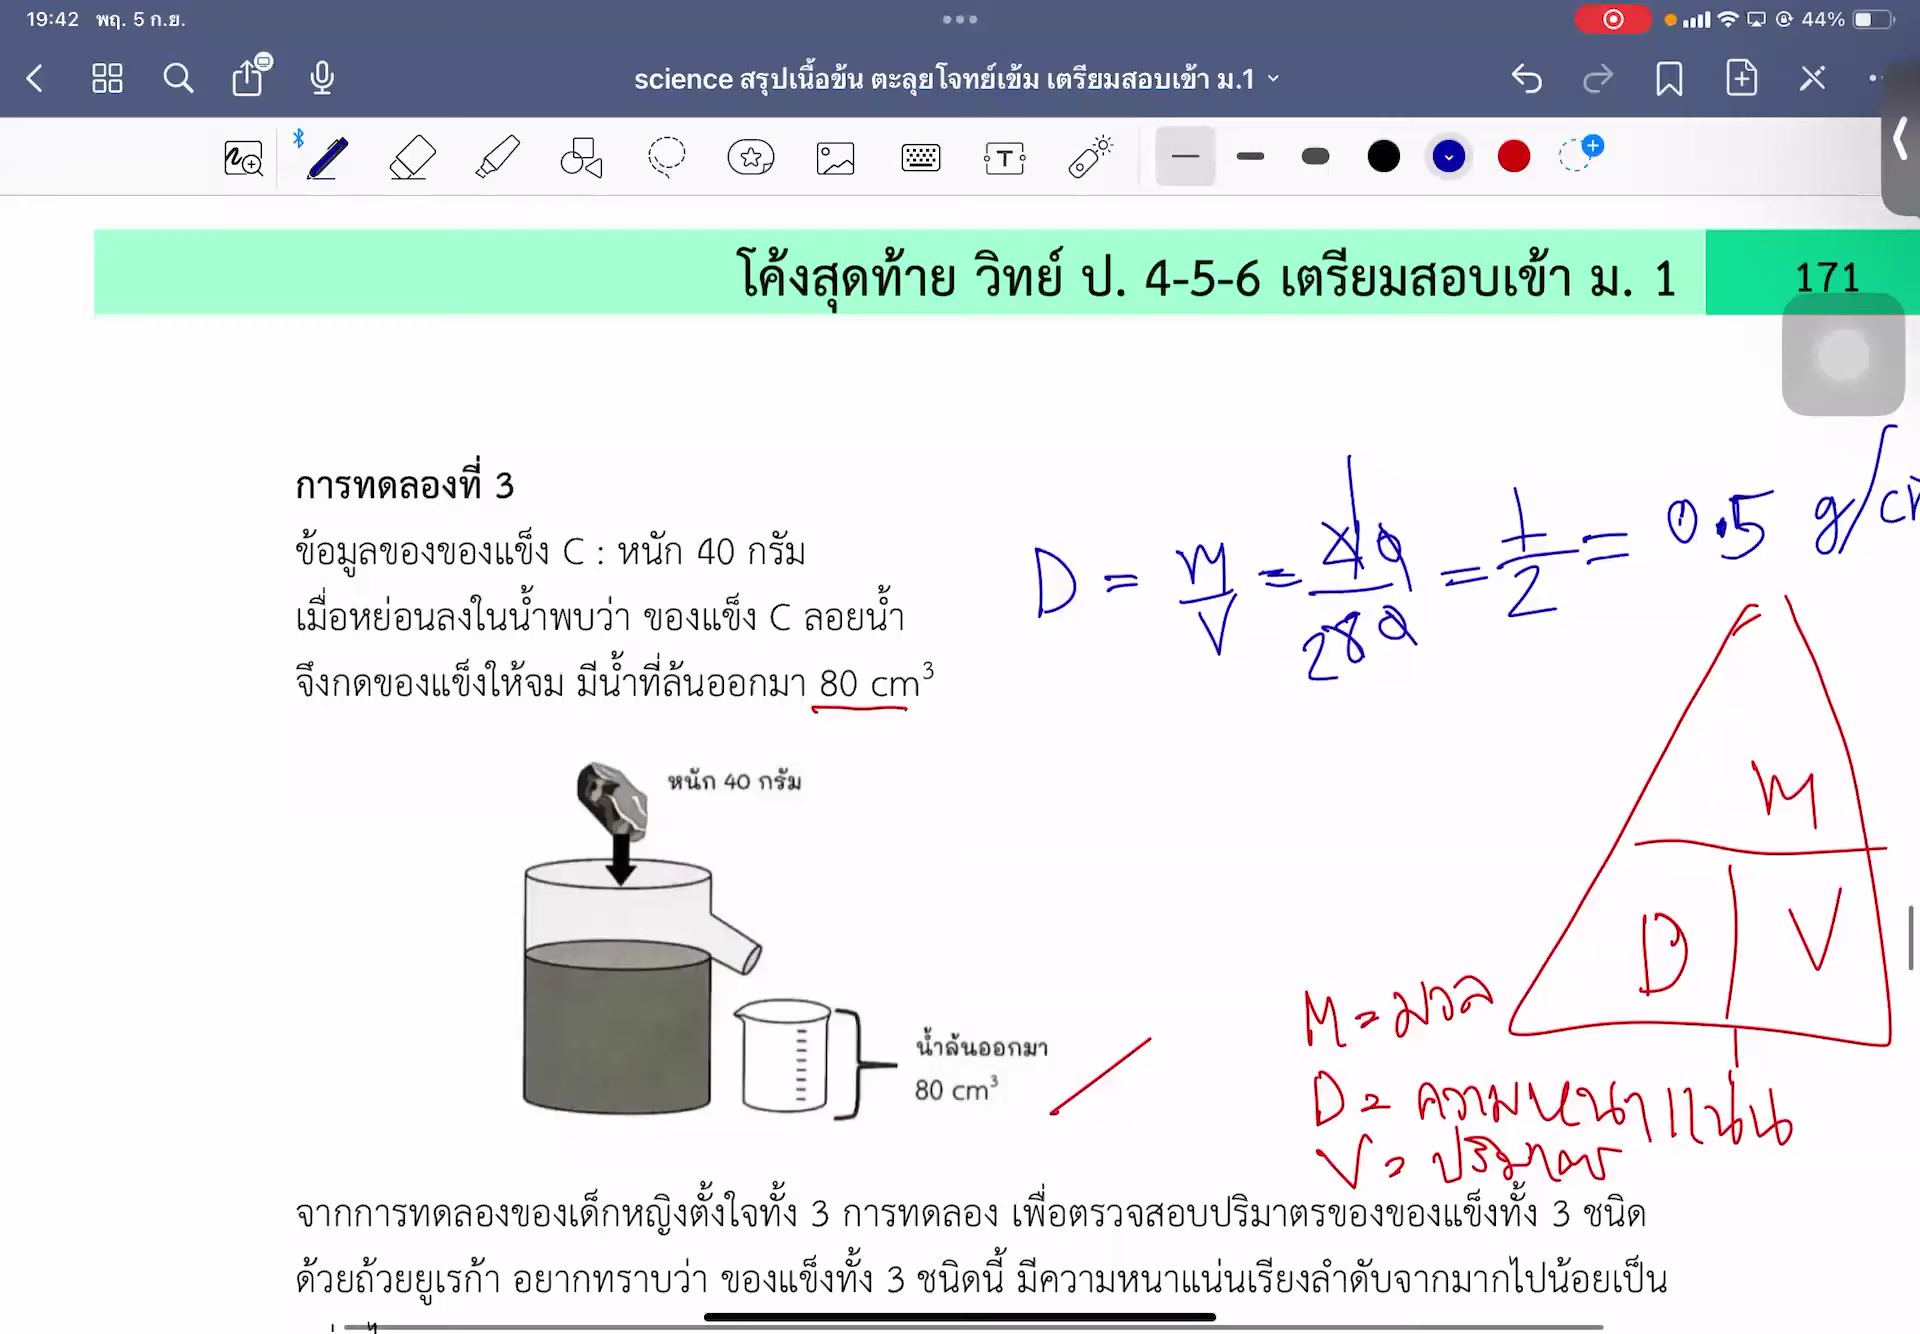 19:42 พฤ. 5 ก.ย.
44%
science สรุปเนื้อข้น ตะลุยโจทย์เข้ม เตรียมสอบเข้า ม.1
โค้งสุดท้าย วิทย์ ป. 4-5-6 เตรียมสอบเข้า ม. 1 171
การทดลองที่ 3
ข้อมูลของของแข็ง C : หนัก 40 กรัม
เมื่อหย่อนลงในน้ำพบว่า ของแข็ง C ลอยน้ำ
จึงกดของแข็งให้จม มีน้ำที่ล้นออกมา 80 cm³
D = m/V = 40/80 = 1/2 = 0.5 g/
1
2
หนัก 40 กรัม
M
D V
น้ำล้นออกมา
80 cm³
M = มวล
D = ความหนาแน่น
V = ปริมาตร
จากการทดลองของเด็กหญิงตั้งใจทั้ง 3 การทดลอง เพื่อตรวจสอบปริมาตรของของแข็งทั้ง 3 ชนิด
ด้วยถ้วยยูเรก้า อยากทราบว่า ของแข็งทั้ง 3 ชนิดนี้ มีความหนาแน่นเรียงลำดับจากมากไปน้อยเป็น